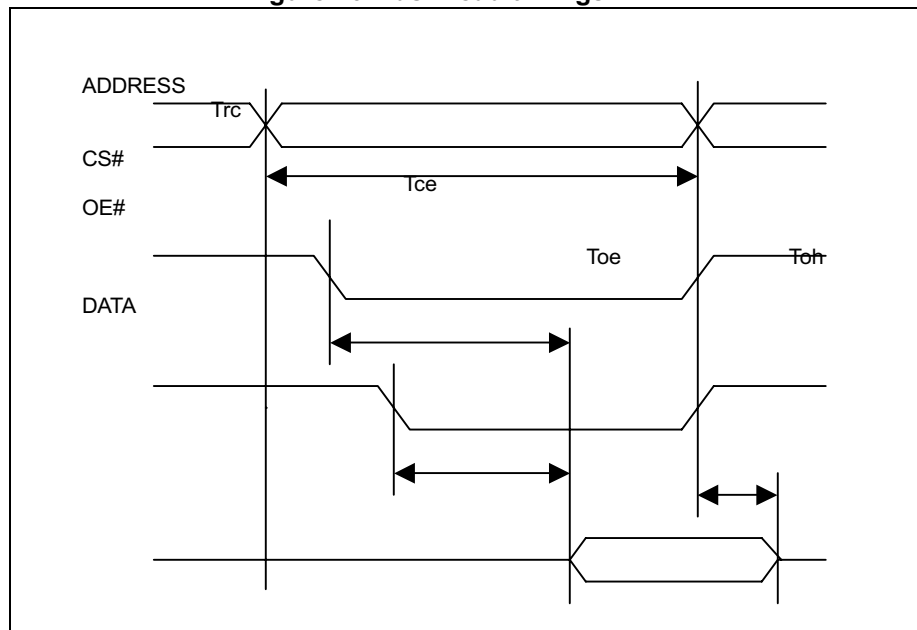 ADDRESS
Trc
CS#
Tce
OE#
Toe
Toh
DATA